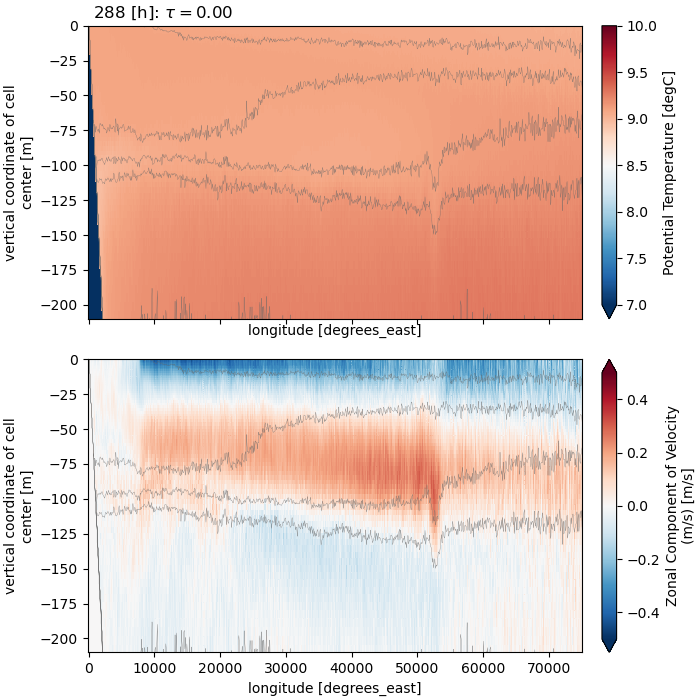 288 [h]: τ = 0.00
0
−25
−50
−75
−100
−125
−150
−175
−200
vertical coordinate of cell
center [m]
longitude [degrees_east]
10.0
9.5
9.0
8.5
8.0
7.5
7.0
Potential Temperature [degC]
0
−25
−50
−75
−100
−125
−150
−175
−200
vertical coordinate of cell
center [m]
0 10000 20000 30000 40000 50000 60000 70000
longitude [degrees_east]
0.4
0.2
0.0
−0.2
−0.4
Zonal Component of Velocity
(m/s) [m/s]